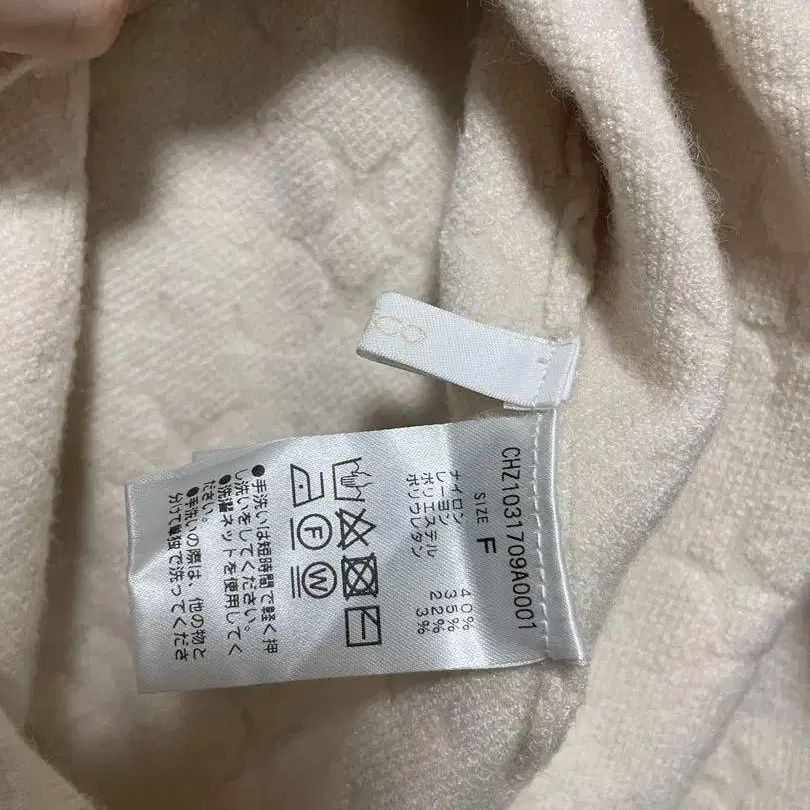 CHZ1031709A0001
SIZE F
ナイロン 40%
レーヨン 35%
ポリエステル 22%
ポリウレタン 3%
F W
●手洗いは短時間で軽く押
し洗いをしてください。
●洗濯ネットを使用してく
ださい。
●手洗いの際は、他の物と
分けて単独で洗ってくださ